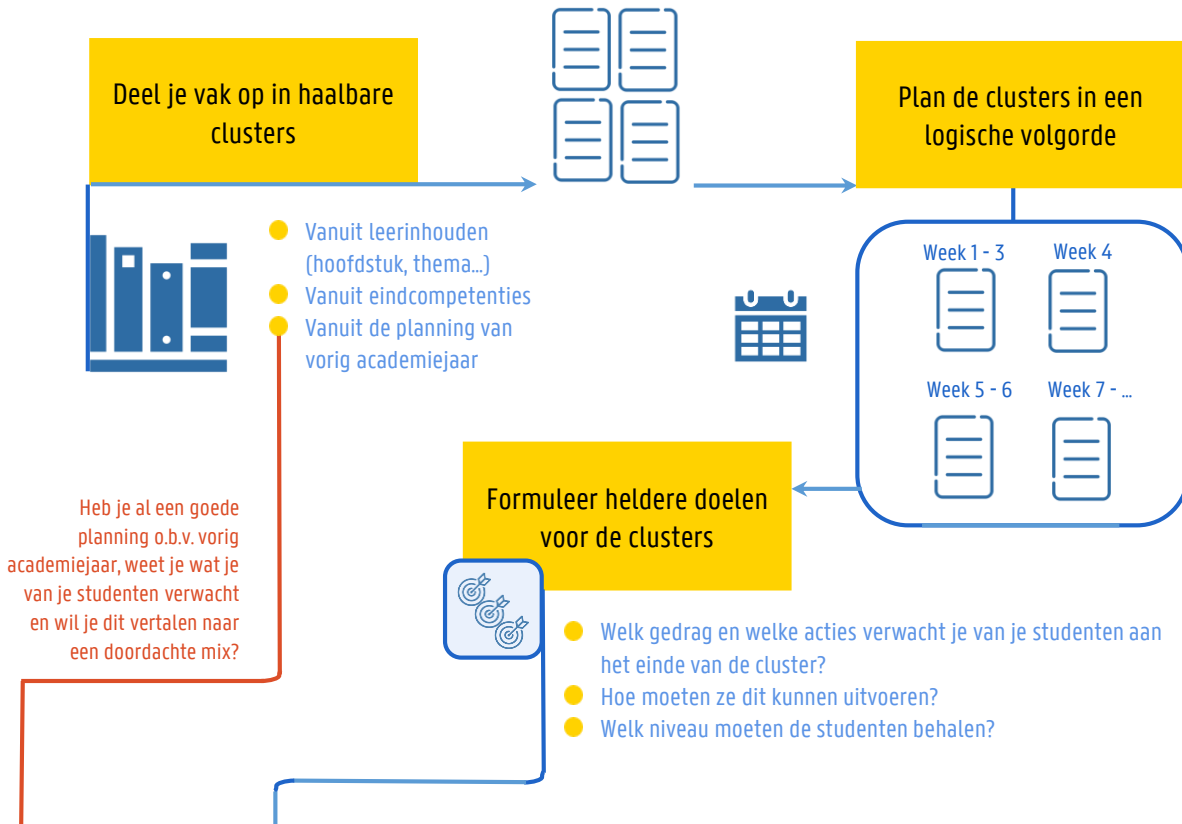 Deel je vak op in haalbare
clusters
Plan de clusters in een
logische volgorde
Vanuit leerinhouden
(hoofdstuk, thema...)
Vanuit eindcompetenties
Vanuit de planning van
vorig academiejaar
Week 1 - 3
Week 4
Week 5 - 6
Week 7 - ...
Formuleer heldere doelen
voor de clusters
Heb je al een goede
planning o.b.v. vorig
academiejaar, weet je wat je
van je studenten verwacht
en wil je dit vertalen naar
een doordachte mix?
Welk gedrag en welke acties verwacht je van je studenten aan
het einde van de cluster?
Hoe moeten ze dit kunnen uitvoeren?
Welk niveau moeten de studenten behalen?